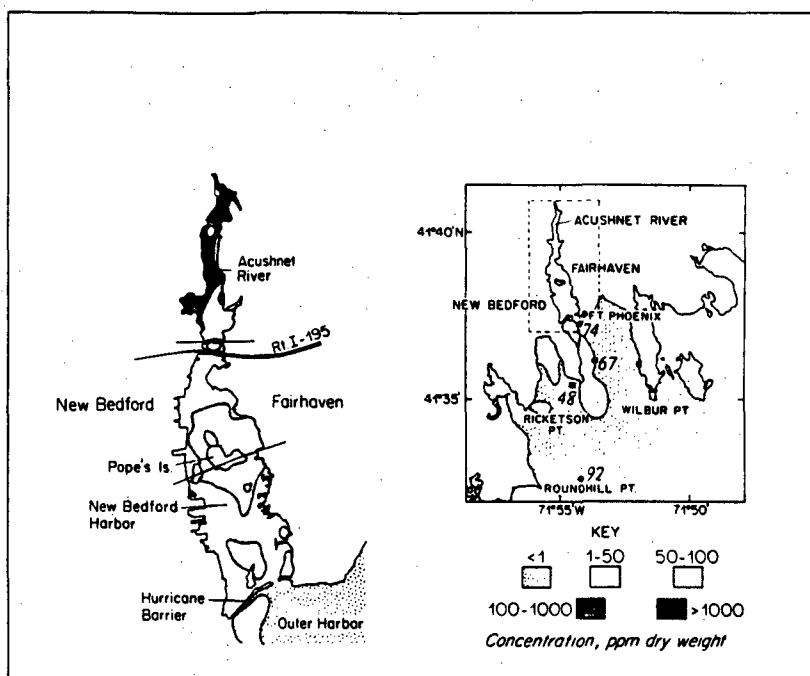 Acushnet
River
Rt. I-195
New Bedford
Fairhaven
Pope's Is.
New Bedford
Harbor
Hurricane
Barrier
Outer Harbor
41°40'N
ACUSHNET RIVER
FAIRHAVEN
NEW BEDFORD
FT. PHOENIX
74
67
41°35'
48
RICKETSON
PT.
WILBUR PT
92
ROUNDHILL PT.
71°55'W
71°50'
KEY
<1
1-50
50-100
100-1000
>1000
Concentration, ppm dry weight